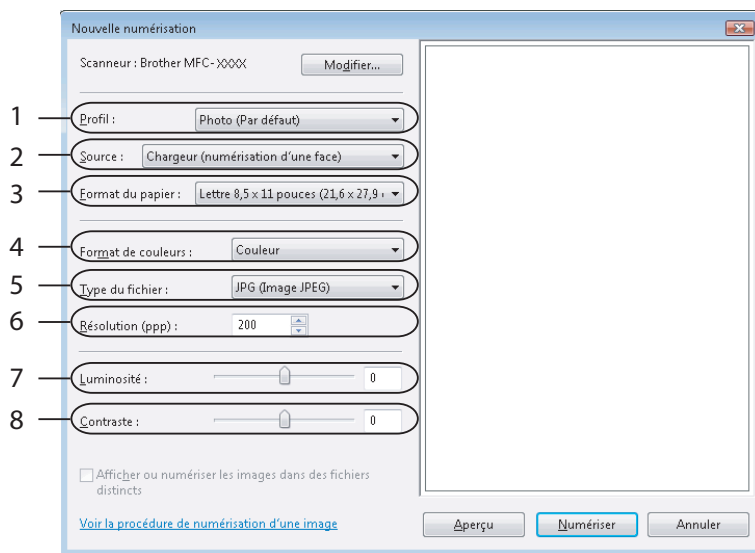 Nouvelle numérisation
Scanneur : Brother MFC-XXXX
Modifier...
1
Profil :
Photo (Par défaut)
2
Source :
Chargeur (numérisation d'une face)
3
Format du papier :
Lettre 8,5 x 11 pouces (21,6 x 27,9
4
Format de couleurs :
Couleur
5
Type du fichier :
JPG (Image JPEG)
6
Résolution (ppp) :
200
7
Luminosité :
0
8
Contraste :
0
Afficher ou numériser les images dans des fichiers
distincts
Voir la procédure de numérisation d'une image
Aperçu
Numériser
Annuler